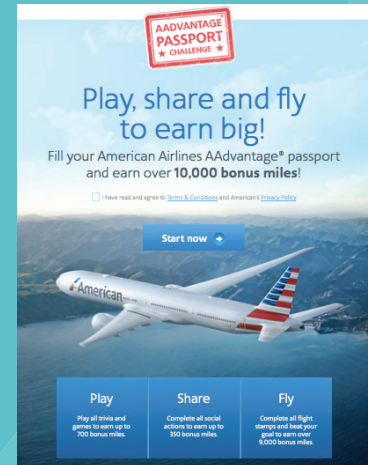 AADVANTAGE
PASSPORT
★ CHALLENGE ★
Play, share and fly
to earn big!
Fill your American Airlines AAdvantage® passport
and earn over 10,000 bonus miles!
I have read and agree to Terms & Conditions and American's Privacy Policy
Start now
American
Play
Play all trivia and
games to earn up to
700 bonus miles.
Share
Complete all social
actions to earn up to
350 bonus miles.
Fly
Complete all flight
stamps and beat your
goal to earn over
9,000 bonus miles.